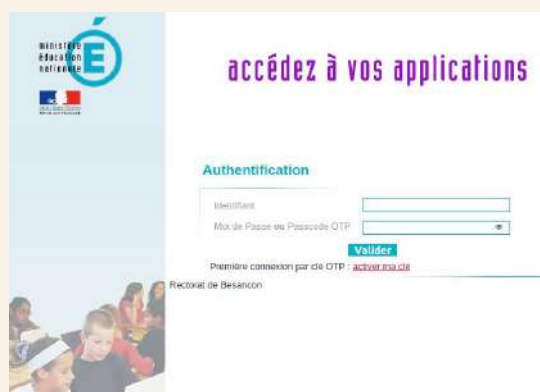 ministère
éducation
nationale
É
accédez à vos applications
Authentification
Identifiant
Mot de Passe ou Passcode OTP
Valider
Première connexion par clé OTP : activer ma clé
Rectorat de Besancon